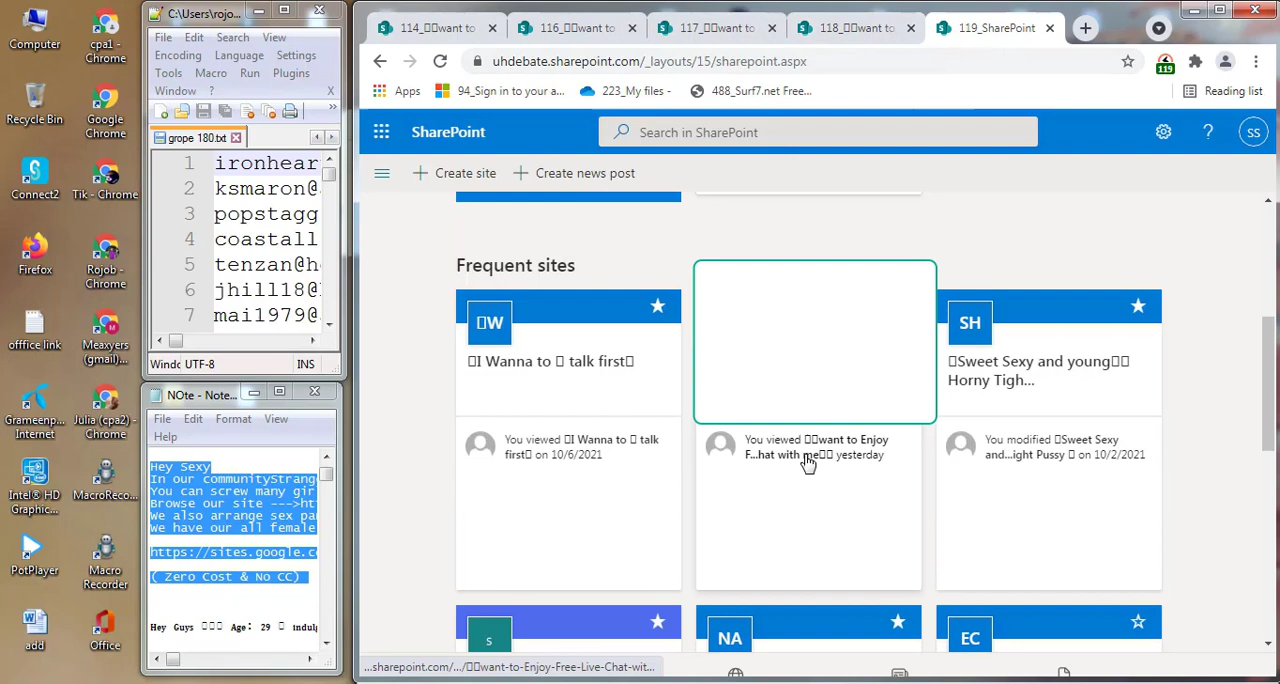 Computer
cpa1 -
Chrome
Recycle Bin
Google
Chrome
Connect2
Tik - Chrome
Firefox
Rojob -
Chrome
offfice link
Meaxyers
(gmail)...
Grameenp...
Internet
Julia (cpa2)
- Chrome
Intel® HD
Graphic...
MacroReco...
PotPlayer
Macro
Recorder
add
Office
C:\Users\rojo...
File Edit Search View
Encoding Language Settings
Tools Macro Run Plugins
Window ? X
grope 180.txt
1 ironhear
2 ksmaron@
3 popstagg
4 coastall
5 tenzan@h
6 jhill18@
7 mai1979@
Windc UTF-8 INS
NOte - Note...
File Edit Format View
Help
Hey Sexy
In our communityStrang
You can screw many gir
Browse our site --->ht
We also arrange sex pa
We have our all female
https://sites.google.c
( Zero Cost & No CC)
Hey Guys Age: 29 indulg
114_want to
116_want to
117_want to
118_want to
119_SharePoint
uhdebate.sharepoint.com/_layouts/15/sharepoint.aspx
119
Apps
94_Sign in to your a...
223_My files -
488_Surf7.net Free...
Reading list
SharePoint
Search in SharePoint
? SS
+ Create site + Create news post
Frequent sites
W
I Wanna to talk first
You viewed I Wanna to talk
first on 10/6/2021
You viewed want to Enjoy
F...hat with me yesterday
SH
Sweet Sexy and young
Horny Tigh...
You modified Sweet Sexy
and...ight Pussy on 10/2/2021
s
NA
EC
...sharepoint.com/.../want-to-Enjoy-Free-Live-Chat-wit...